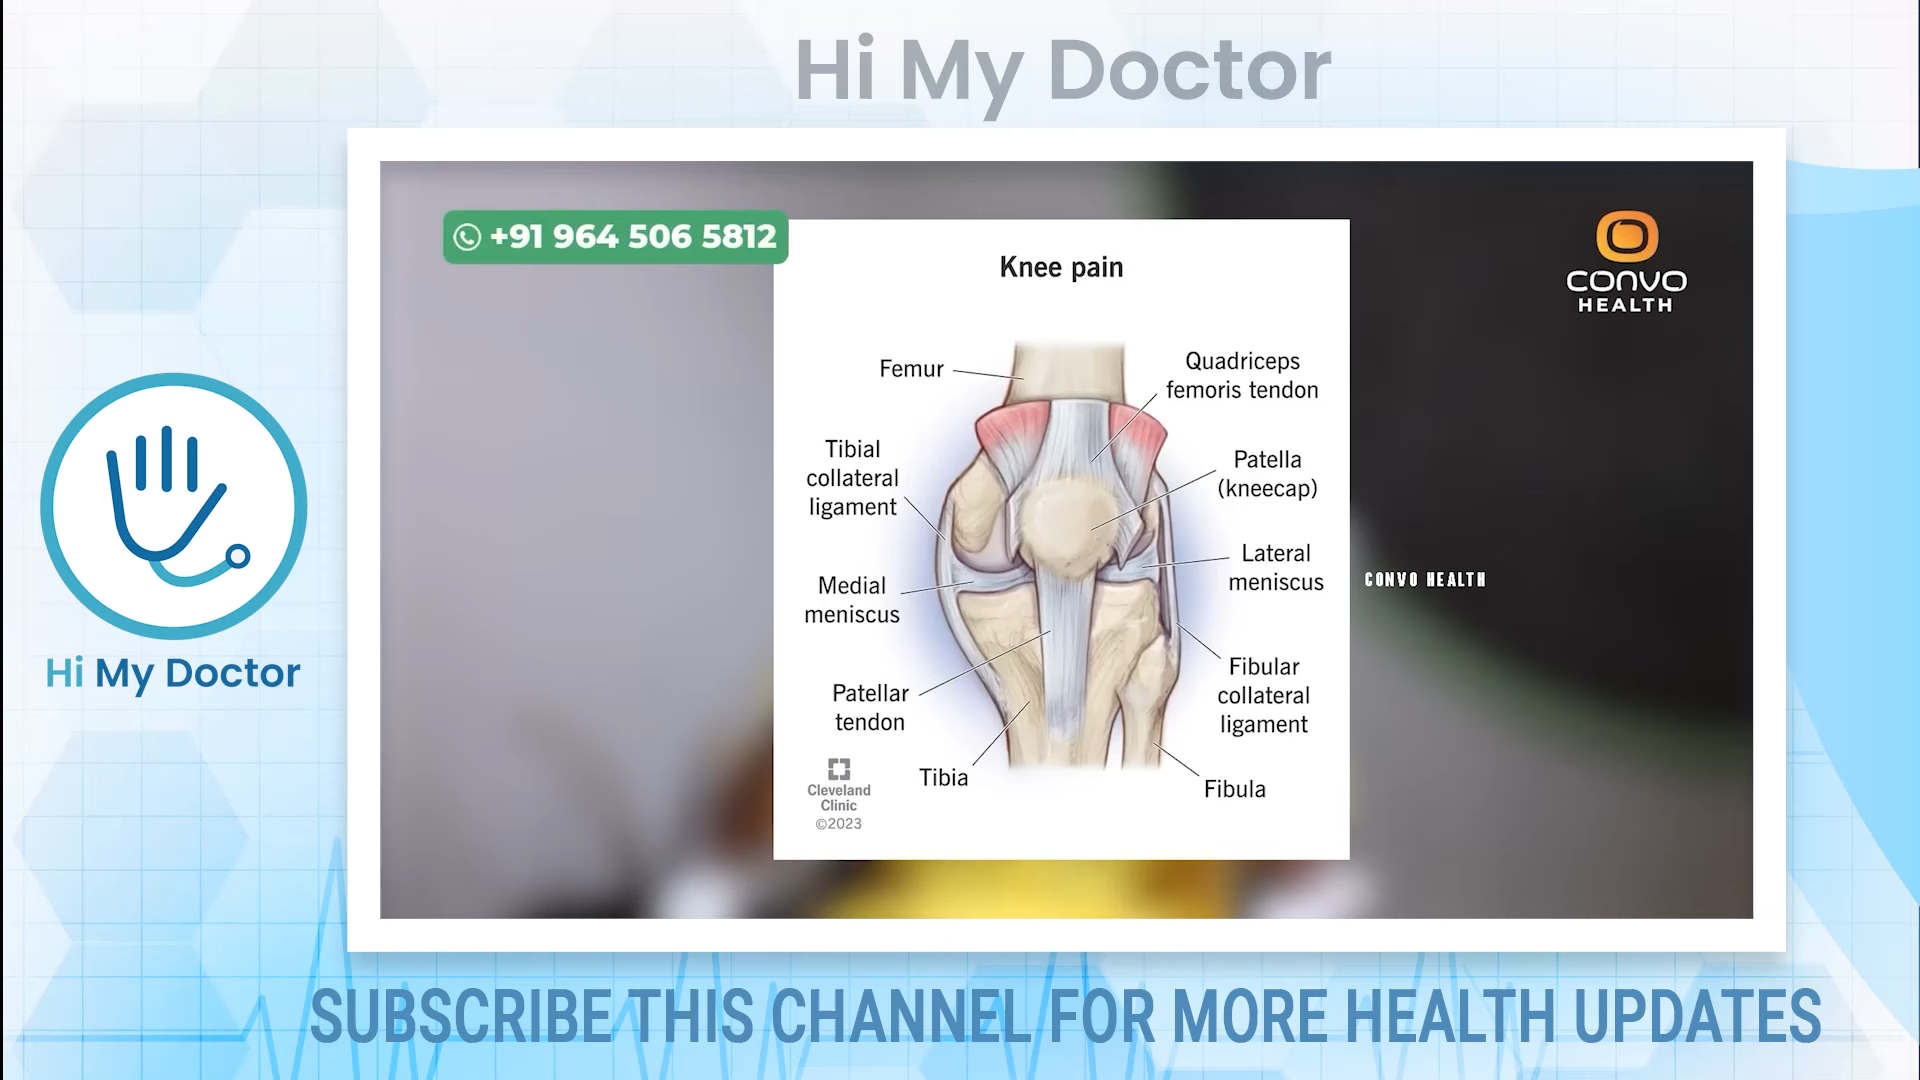 Hi My Doctor
+91 964 506 5812
CONVO
HEALTH
Knee pain
Femur
Quadriceps
femoris tendon
Tibial
collateral
ligament
Patella
(kneecap)
Lateral
meniscus
Medial
meniscus
CONVO HEALTH
Fibular
collateral
ligament
Patellar
tendon
Tibia
Fibula
Cleveland
Clinic
©2023
Hi My Doctor
SUBSCRIBE THIS CHANNEL FOR MORE HEALTH UPDATES